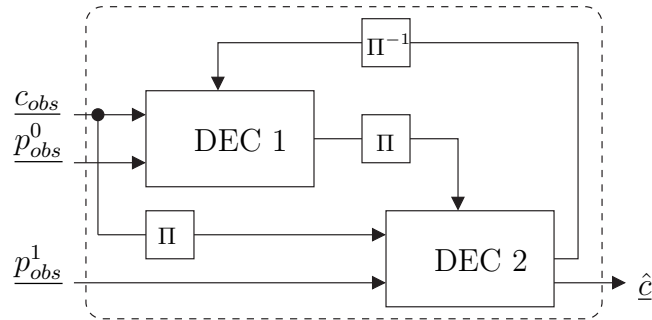 Π⁻¹
c_obs
DEC 1
p⁰_obs
Π
Π
p¹_obs
DEC 2
ĉ